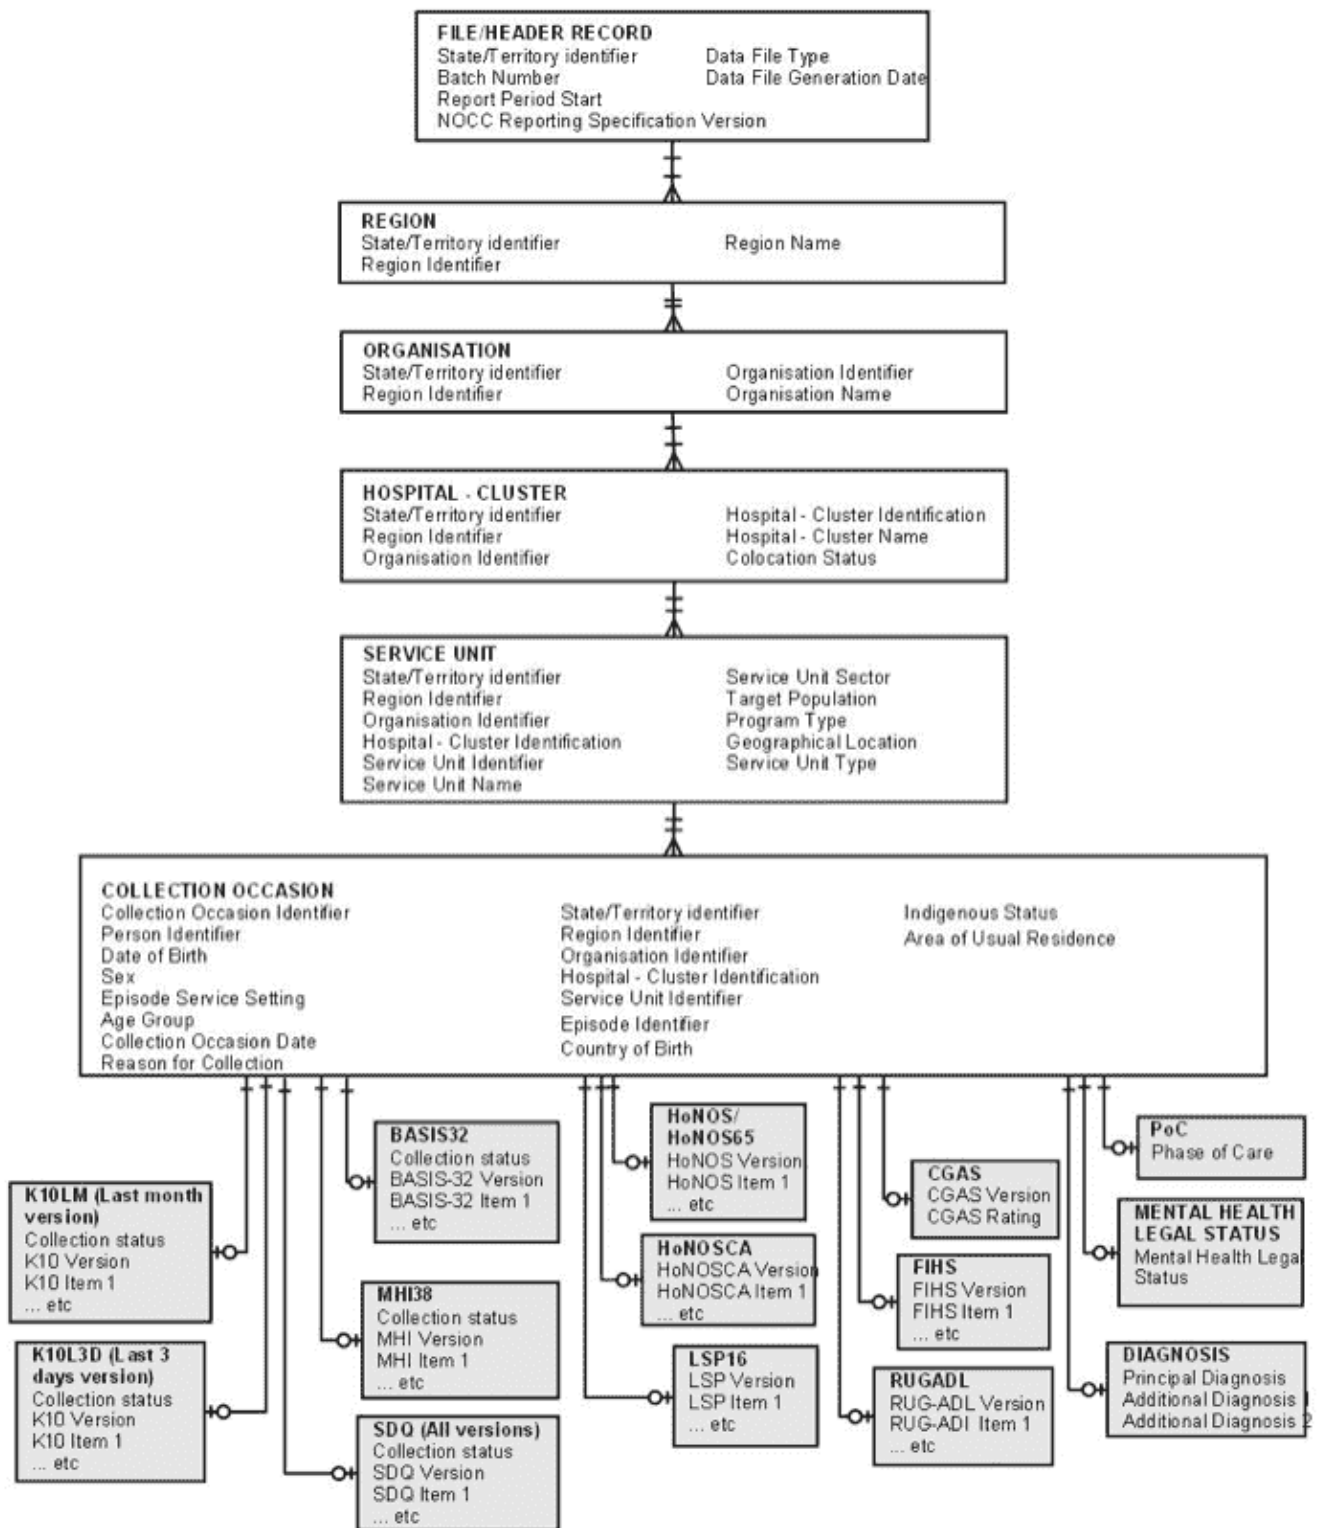 FILE/HEADER RECORD
State/Territory identifier Data File Type
Batch Number Data File Generation Date
Report Period Start
NOCC Reporting Specification Version
REGION
State/Territory identifier Region Name
Region Identifier
ORGANISATION
State/Territory identifier Organisation Identifier
Region Identifier Organisation Name
HOSPITAL - CLUSTER
State/Territory identifier Hospital - Cluster Identification
Region Identifier Hospital - Cluster Name
Organisation Identifier Colocation Status
SERVICE UNIT
State/Territory identifier Service Unit Sector
Region Identifier Target Population
Organisation Identifier Program Type
Hospital - Cluster Identification Geographical Location
Service Unit Identifier Service Unit Type
Service Unit Name
COLLECTION OCCASION
Collection Occasion Identifier
Person Identifier
Date of Birth
Sex
Episode Service Setting
Age Group
Collection Occasion Date
Reason for Collection
State/Territory identifier
Region Identifier
Organisation Identifier
Hospital - Cluster Identification
Service Unit Identifier
Episode Identifier
Country of Birth
Indigenous Status
Area of Usual Residence
K10LM (Last month
version)
Collection status
K10 Version
K10 Item 1
... etc
K10L3D (Last 3
days version)
Collection status
K10 Version
K10 Item 1
... etc
BASIS32
Collection status
BASIS-32 Version
BASIS-32 Item 1
... etc
MHI38
Collection status
MHI Version
MHI Item 1
... etc
SDQ (All versions)
Collection status
SDQ Version
SDQ Item 1
... etc
HoNOS/
HoNOS65
HoNOS Version
HoNOS Item 1
... etc
HoNOSCA
HoNOSCA Version
HoNOSCA Item 1
... etc
LSP16
LSP Version
LSP Item 1
... etc
CGAS
CGAS Version
CGAS Rating
FIHS
FIHS Version
FIHS Item 1
... etc
RUGADL
RUG-ADL Version
RUG-ADI Item 1
... etc
PoC
Phase of Care
MENTAL HEALTH
LEGAL STATUS
Mental Health Legal
Status
DIAGNOSIS
Principal Diagnosis
Additional Diagnosis 1
Additional Diagnosis 2